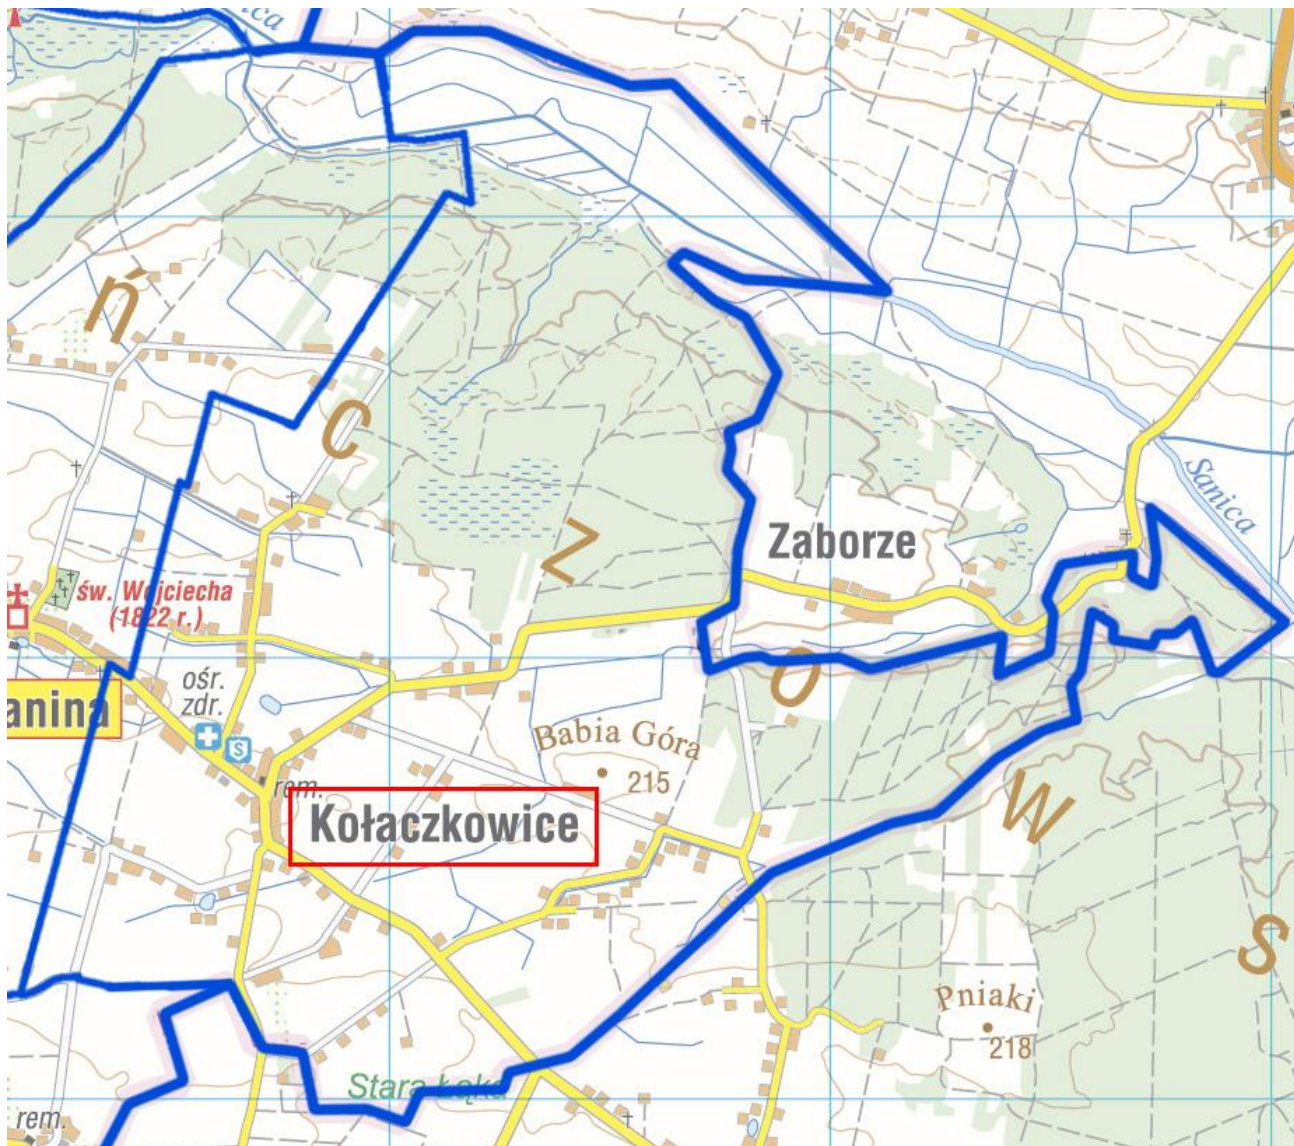 ń
C
Z
Sanica
Zaborze
św. Wojciecha
(1822 r.)
O
ośr.
zdr.
anina
S
Babia Góra
215
rem.
W
Kołaczkowice
S
Pniaki
218
Stara Łąka
rem.